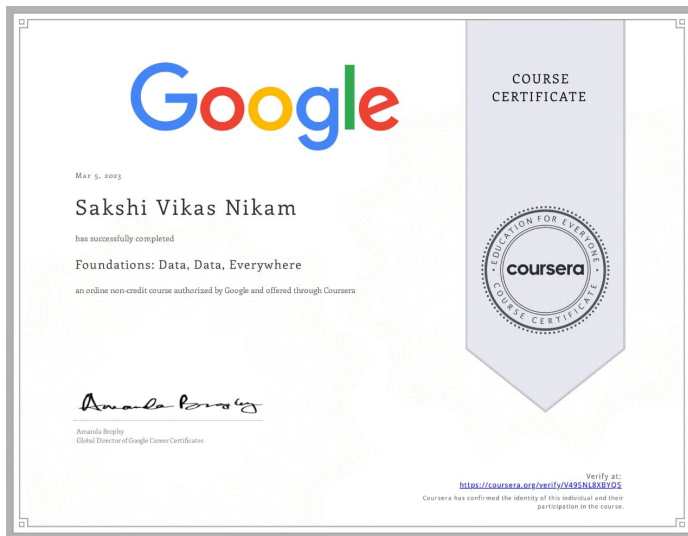 Google
COURSE
CERTIFICATE
Mar 5, 2023
Sakshi Vikas Nikam
has successfully completed
Foundations: Data, Data, Everywhere
an online non-credit course authorized by Google and offered through Coursera
EDUCATION FOR EVERYONE
coursera
COURSE CERTIFICATE
Amanda Brophy
Amanda Brophy
Global Director of Google Career Certificates
Verify at:
https://coursera.org/verify/V49SNL8XBYQ5
Coursera has confirmed the identity of this individual and their
participation in the course.